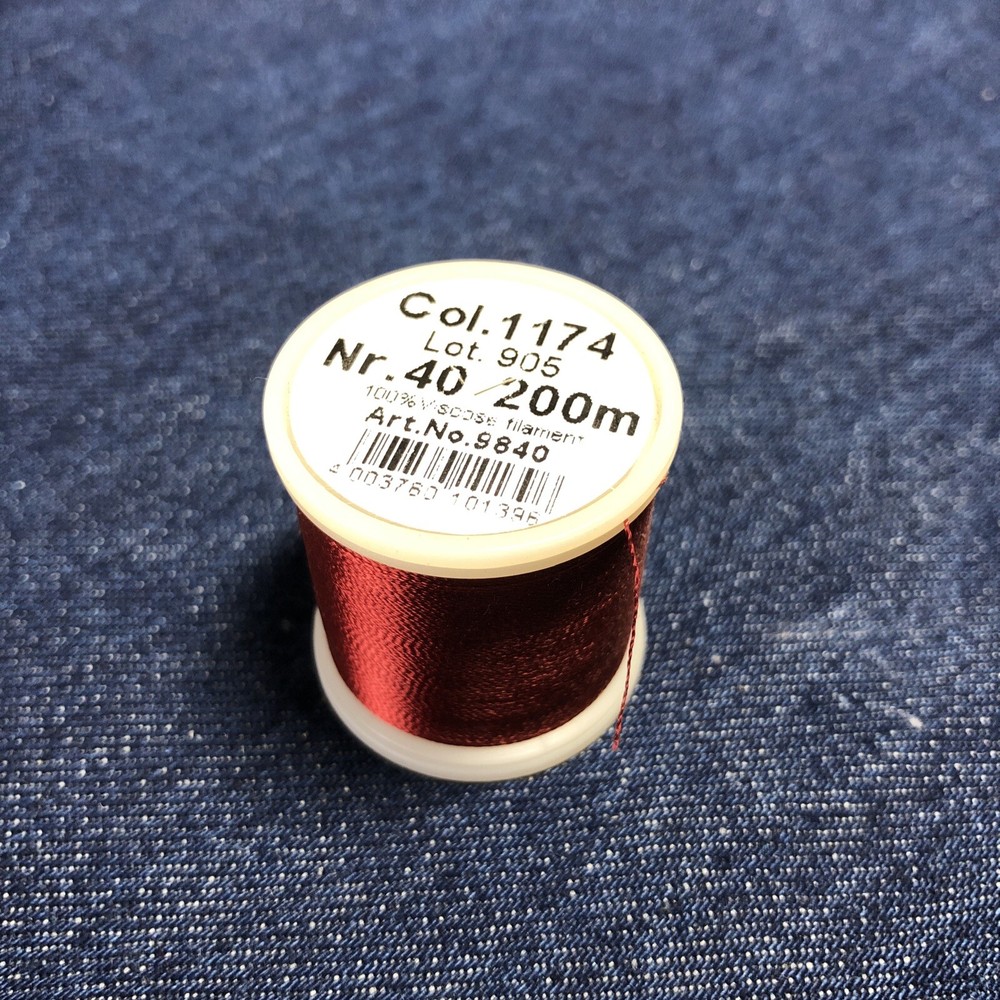 Col.1174
Lot. 905
Nr.40/200m
100% Viscose filament
Art.No.9840
4 003760 101396